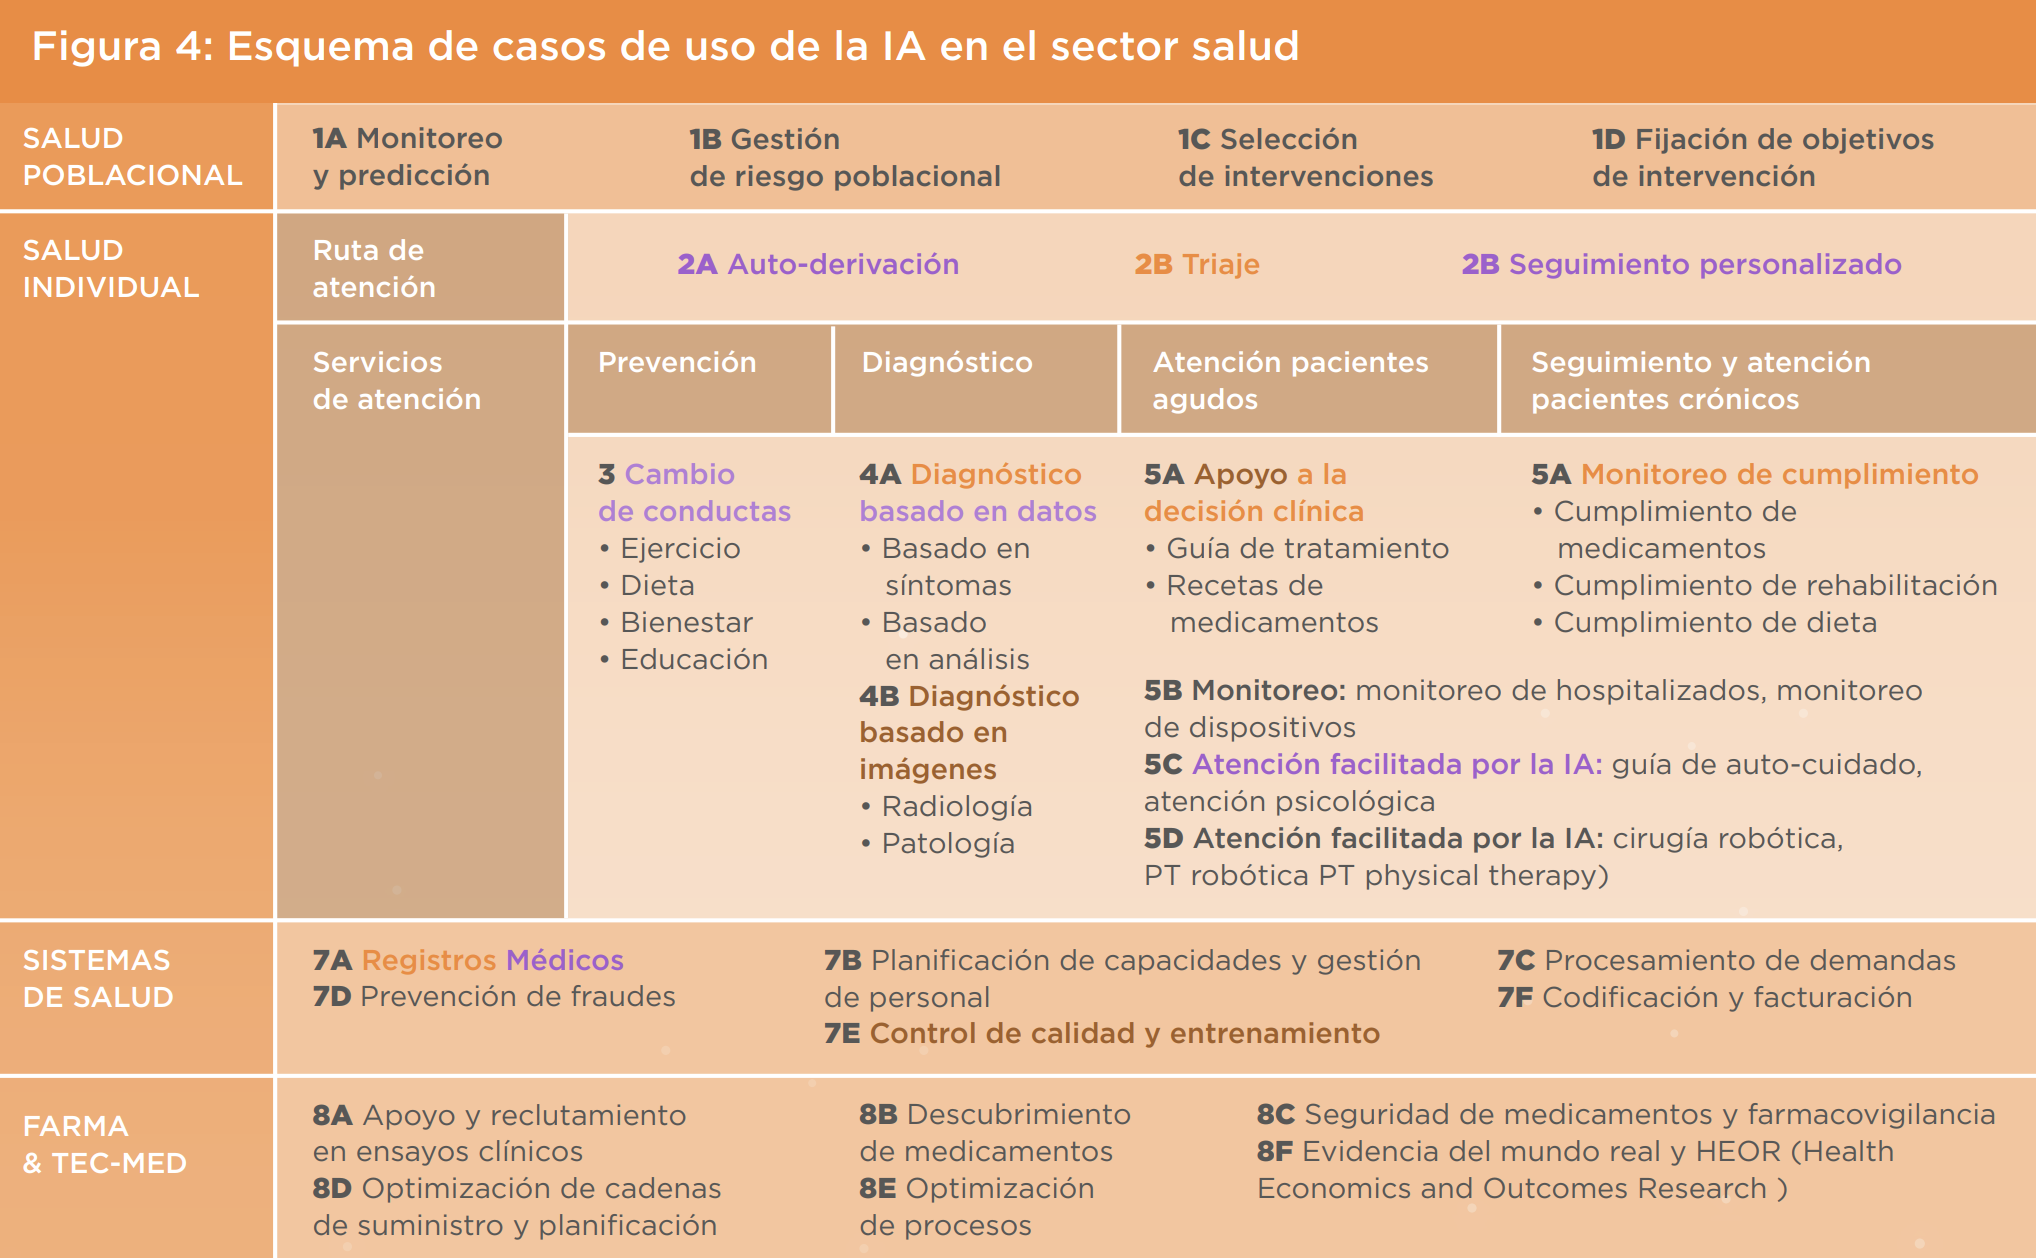 Figura 4: Esquema de casos de uso de la IA en el sector salud
SALUD
POBLACIONAL
1A Monitoreo
y predicción
1B Gestión
de riesgo poblacional
1C Selección
de intervenciones
1D Fijación de objetivos
de intervención
SALUD
INDIVIDUAL
Ruta de
atención
2A Auto-derivación
2B Triaje
2B Seguimiento personalizado
Servicios
de atención
Prevención
Diagnóstico
Atención pacientes
agudos
Seguimiento y atención
pacientes crónicos
3 Cambio
de conductas
• Ejercicio
• Dieta
• Bienestar
• Educación
4A Diagnóstico
basado en datos
• Basado en
síntomas
• Basado
en análisis
4B Diagnóstico
basado en
imágenes
• Radiología
• Patología
5A Apoyo a la
decisión clínica
• Guía de tratamiento
• Recetas de
medicamentos
5A Monitoreo de cumplimiento
• Cumplimiento de
medicamentos
• Cumplimiento de rehabilitación
• Cumplimiento de dieta
5B Monitoreo: monitoreo de hospitalizados, monitoreo
de dispositivos
5C Atención facilitada por la IA: guía de auto-cuidado,
atención psicológica
5D Atención facilitada por la IA: cirugía robótica,
PT robótica PT physical therapy)
SISTEMAS
DE SALUD
7A Registros Médicos
7D Prevención de fraudes
7B Planificación de capacidades y gestión
de personal
7E Control de calidad y entrenamiento
7C Procesamiento de demandas
7F Codificación y facturación
FARMA
& TEC-MED
8A Apoyo y reclutamiento
en ensayos clínicos
8D Optimización de cadenas
de suministro y planificación
8B Descubrimiento
de medicamentos
8E Optimización
de procesos
8C Seguridad de medicamentos y farmacovigilancia
8F Evidencia del mundo real y HEOR (Health
Economics and Outcomes Research )